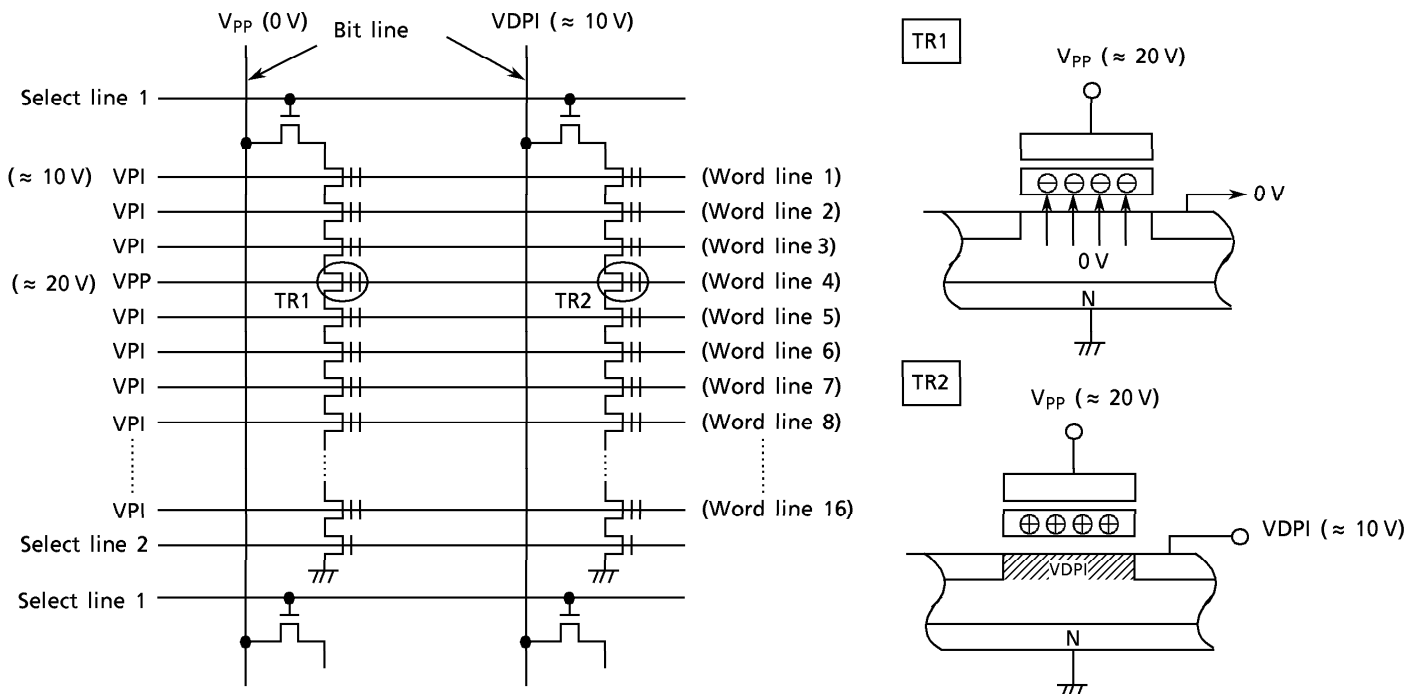 VPP (0 V) Bit line VDPI (≈ 10 V)
Select line 1
(≈ 10 V) VPI (Word line 1)
VPI (Word line 2)
VPI (Word line 3)
(≈ 20 V) VPP TR1 TR2 (Word line 4)
VPI (Word line 5)
VPI (Word line 6)
VPI (Word line 7)
VPI (Word line 8)
VPI (Word line 16)
Select line 2
Select line 1
TR1
VPP (≈ 20 V)
⊖ ⊖ ⊖ ⊖
0 V
0 V
N
TR2
VPP (≈ 20 V)
⊕ ⊕ ⊕ ⊕
VDPI (≈ 10 V)
VDPI
N